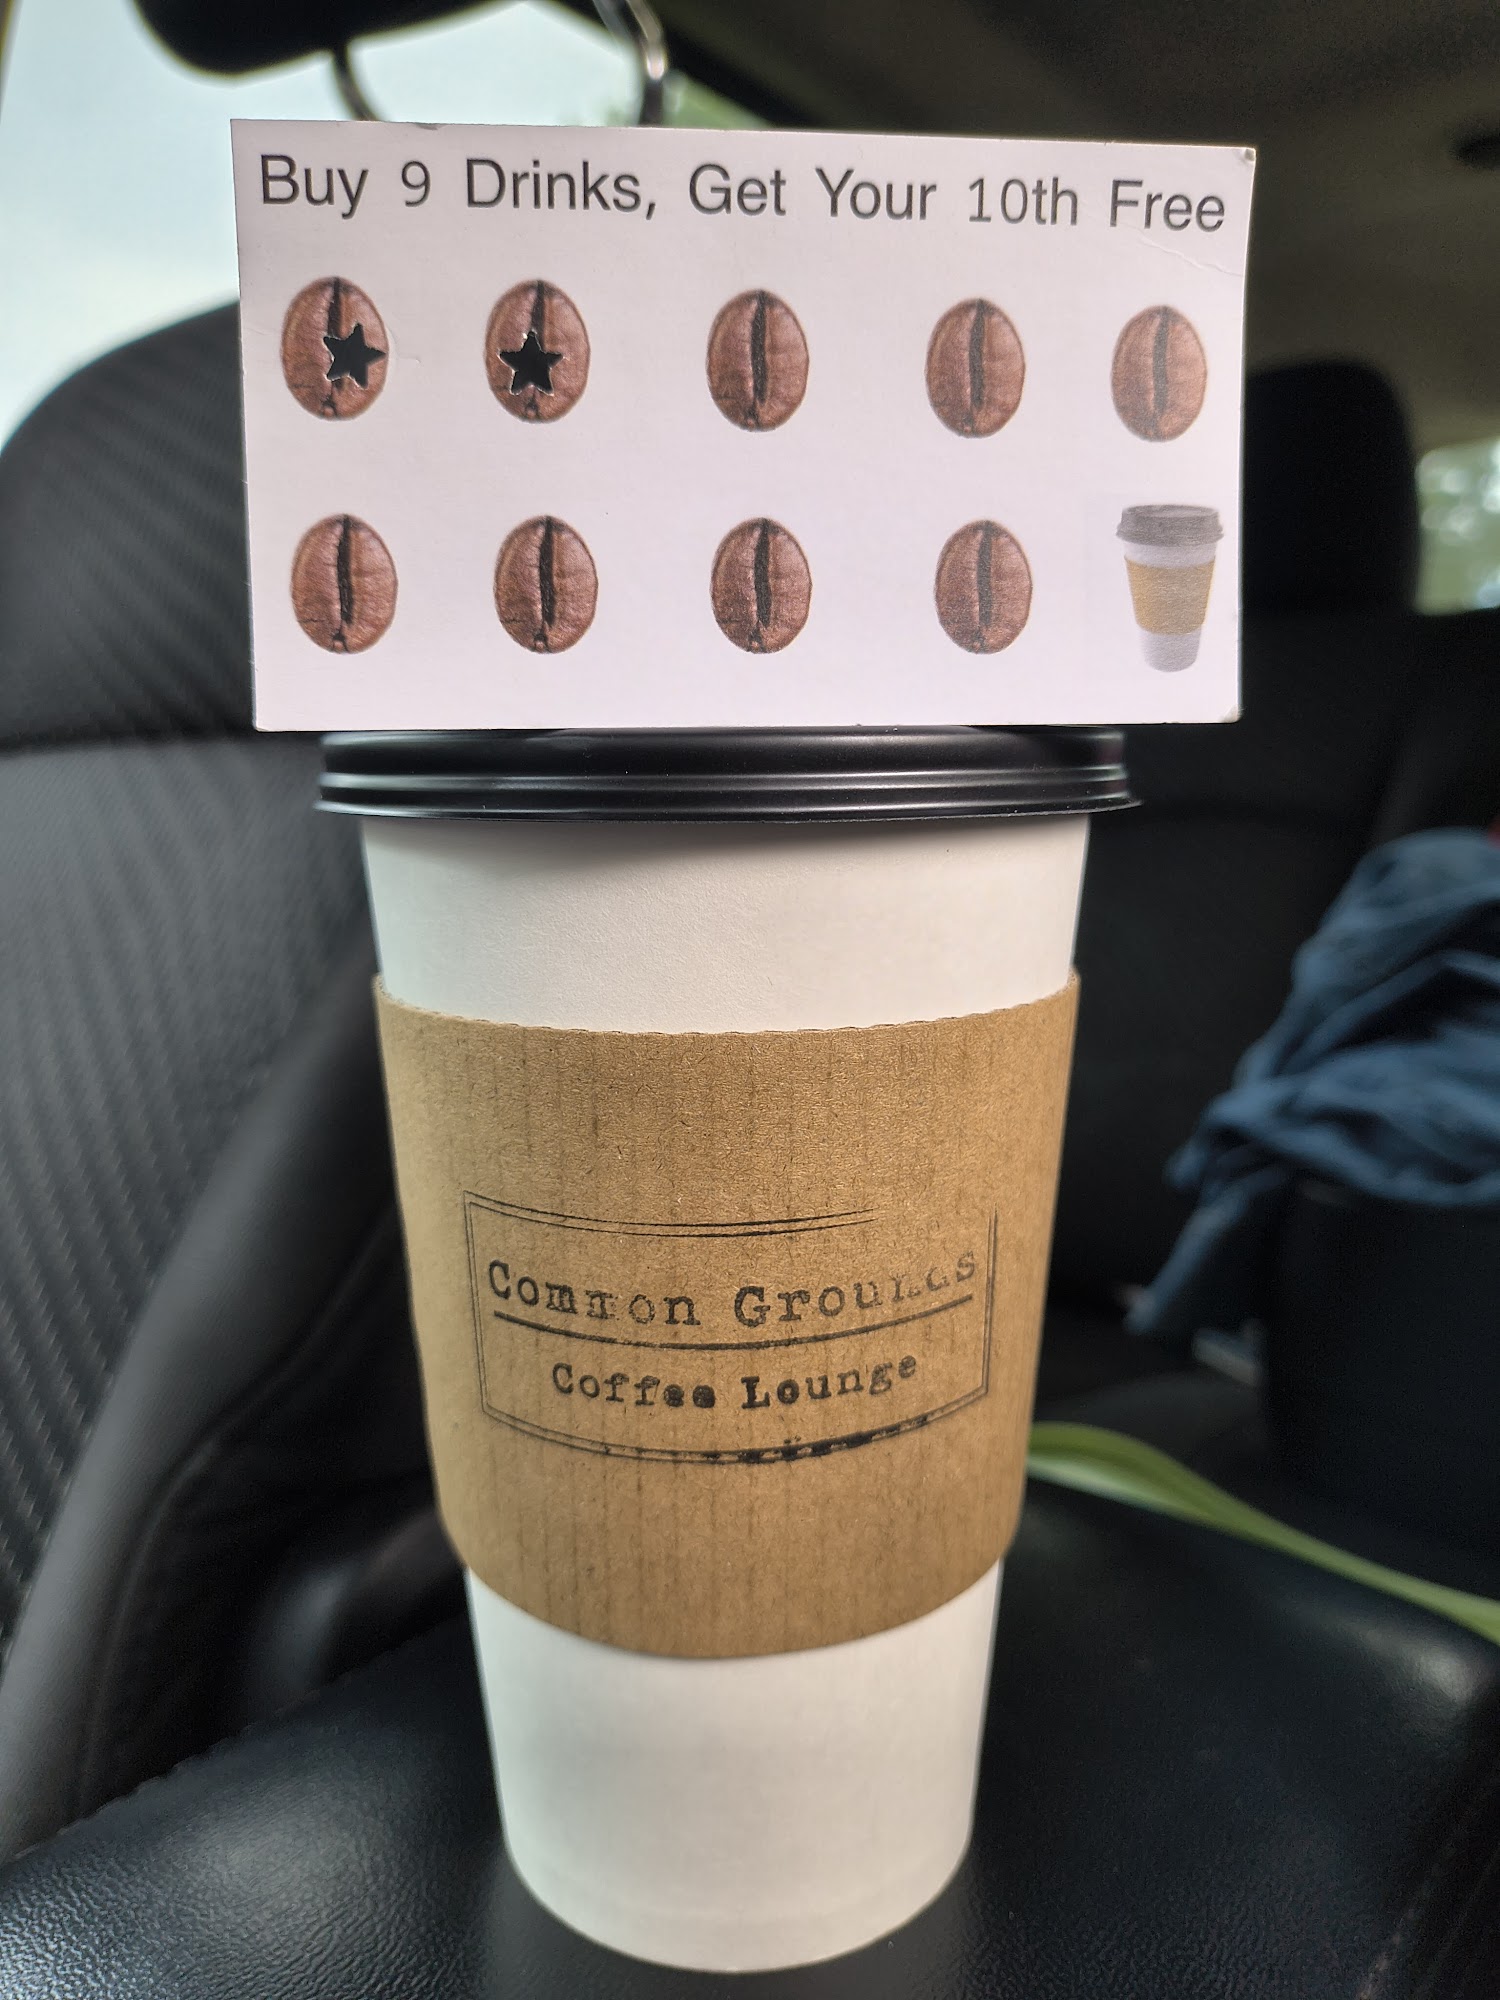 Buy 9 Drinks, Get Your 10th Free
Common Grounds
Coffee Lounge